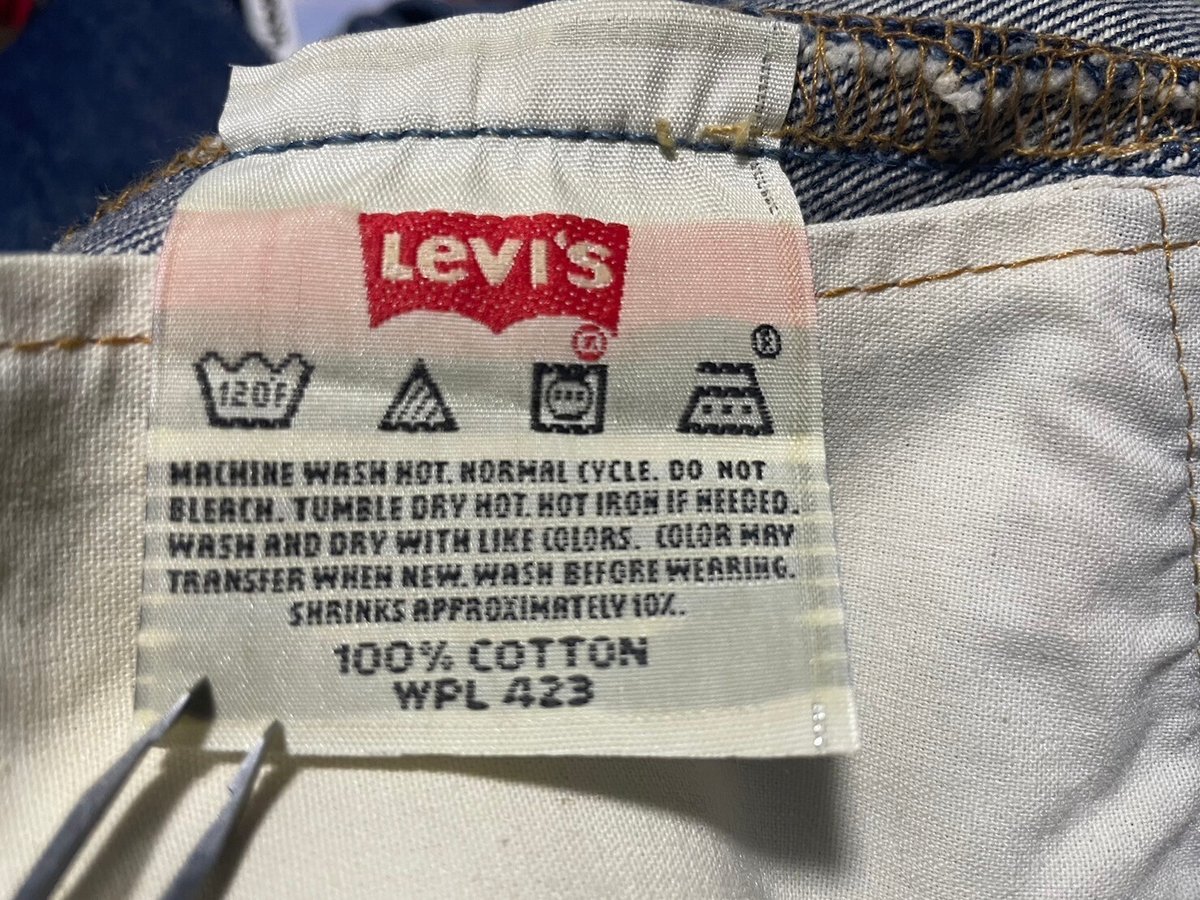 Levi's
®
®
120°F
MACHINE WASH HOT. NORMAL CYCLE. DO NOT
BLEACH. TUMBLE DRY HOT. HOT IRON IF NEEDED.
WASH AND DRY WITH LIKE COLORS. COLOR MAY
TRANSFER WHEN NEW. WASH BEFORE WEARING.
SHRINKS APPROXIMATELY 10%.
100% COTTON
WPL 423